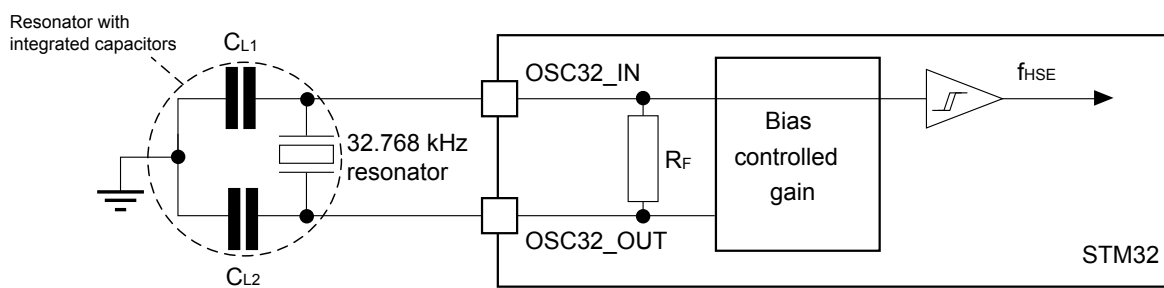 Resonator with
integrated capacitors
CL1
OSC32_IN
fHSE
32.768 kHz
resonator
RF
Bias
controlled
gain
OSC32_OUT
STM32
CL2